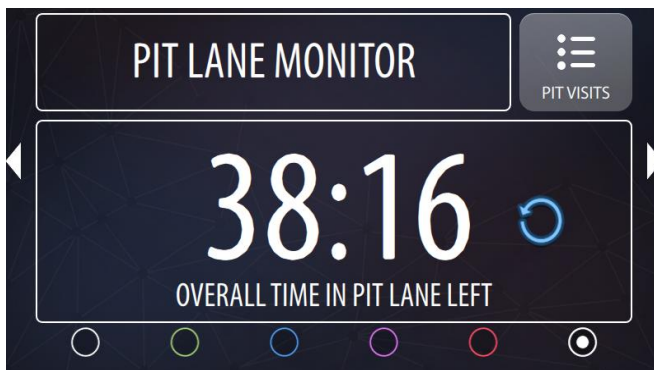 PIT LANE MONITOR
PIT VISITS
38:16
OVERALL TIME IN PIT LANE LEFT